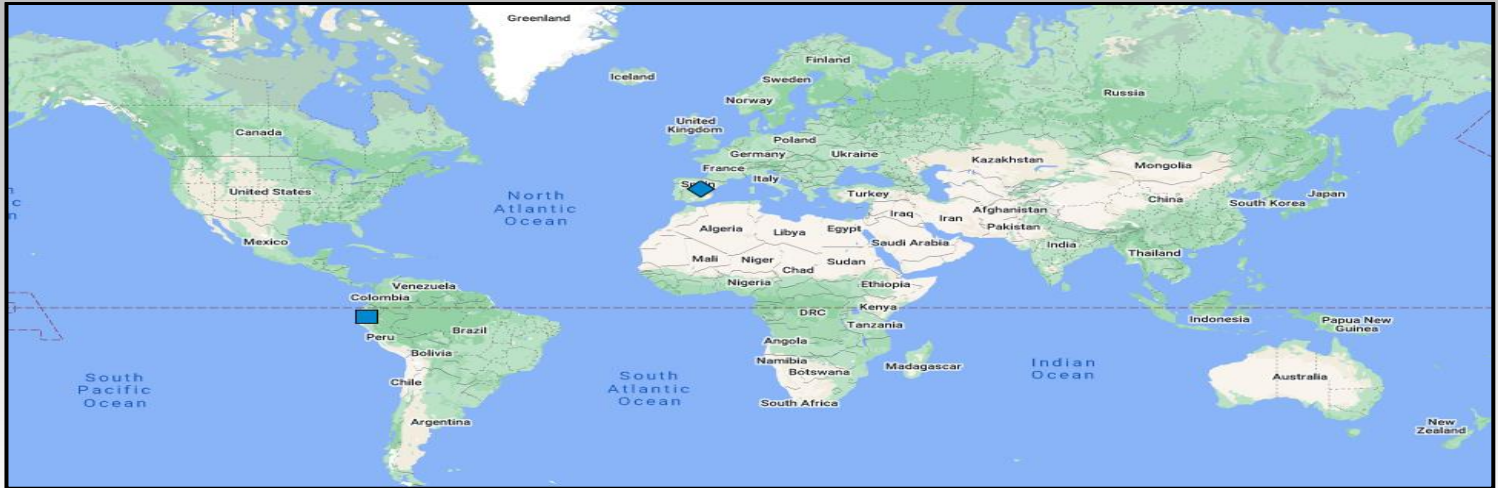 Greenland
Iceland
Finland
Sweden
Norway
Russia
United
Kingdom
Canada
Poland
Germany
Ukraine
France
Kazakhstan
Mongolia
Italy
United States
North
Atlantic
Ocean
Turkey
Japan
China
South Korea
Iraq
Iran
Afghanistan
Pakistan
Algeria
Libya
Egypt
Mexico
Saudi Arabia
India
Mali
Niger
Chad
Sudan
Thailand
Venezuela
Nigeria
Ethiopia
Colombia
Kenya
DRC
Indonesia
Papua New
Guinea
Brazil
Tanzania
Peru
Angola
Bolivia
Namibia
Botswana
Madagascar
Indian
Ocean
South
Pacific
Ocean
Chile
South
Atlantic
Ocean
Australia
South Africa
Argentina
New
Zealand